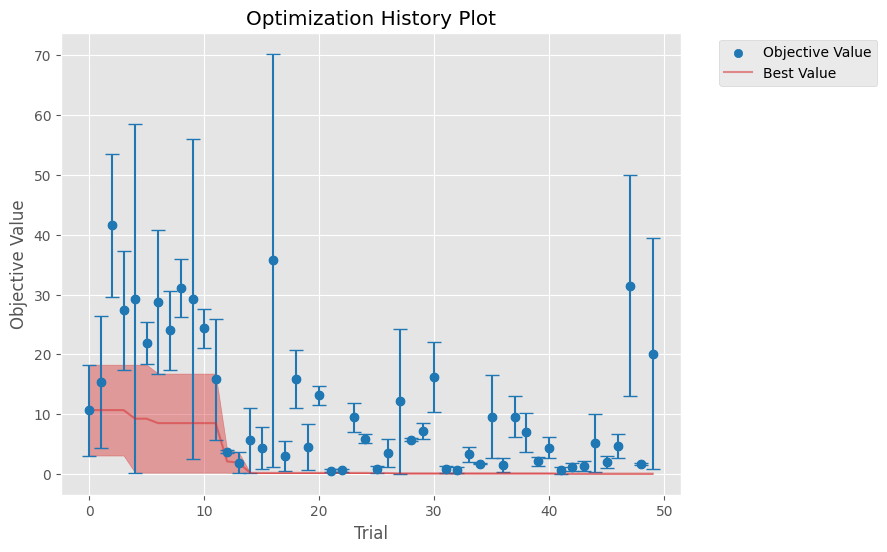 Optimization History Plot
Objective Value
Best Value
70
60
50
40
30
20
10
0
Objective Value
0 10 20 30 40 50
Trial